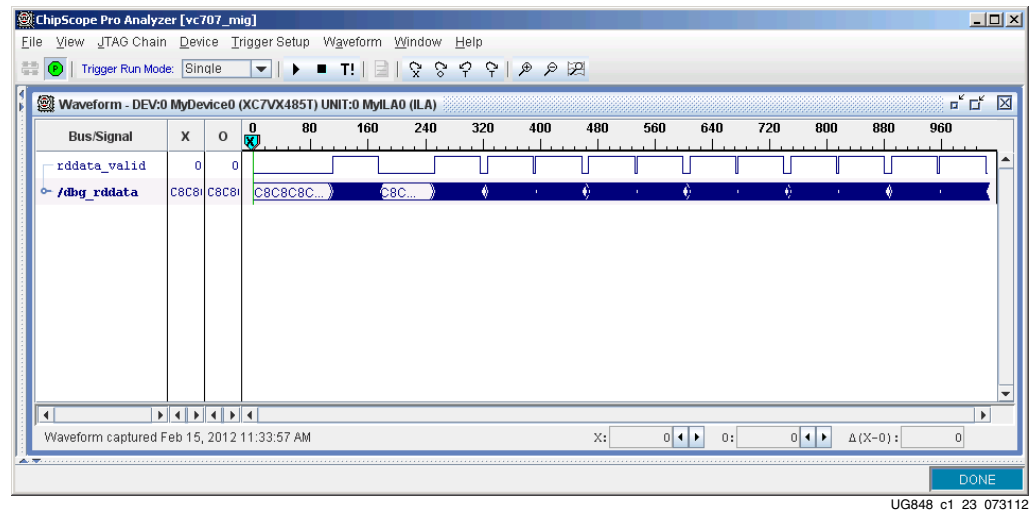 ChipScope Pro Analyzer [vc707_mig]
File View JTAG Chain Device Trigger Setup Waveform Window Help
P Trigger Run Mode: Single T!
Waveform - DEV:0 MyDevice0 (XC7VX485T) UNIT:0 MyILA0 (ILA)
Bus/Signal X O 0 80 160 240 320 400 480 560 640 720 800 880 960
X
rddata_valid 0 0
/dbg_rddata C8C8 C8C8 C8C8C8C... C8C...
Waveform captured Feb 15, 2012 11:33:57 AM X: 0 O: 0 Δ(X-O): 0
DONE
UG848_c1_23_073112